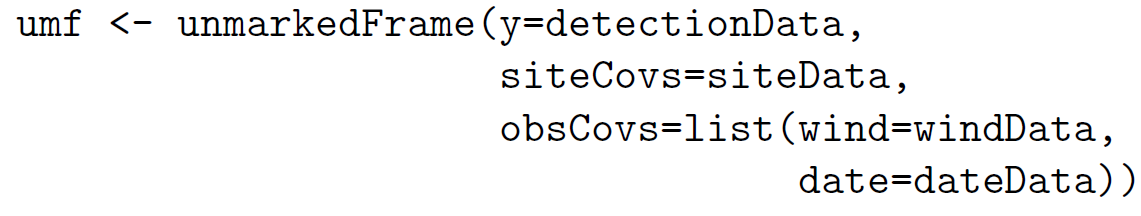 umf <- unmarkedFrame(y=detectionData,
siteCovs=siteData,
obsCovs=list(wind=windData,
date=dateData))